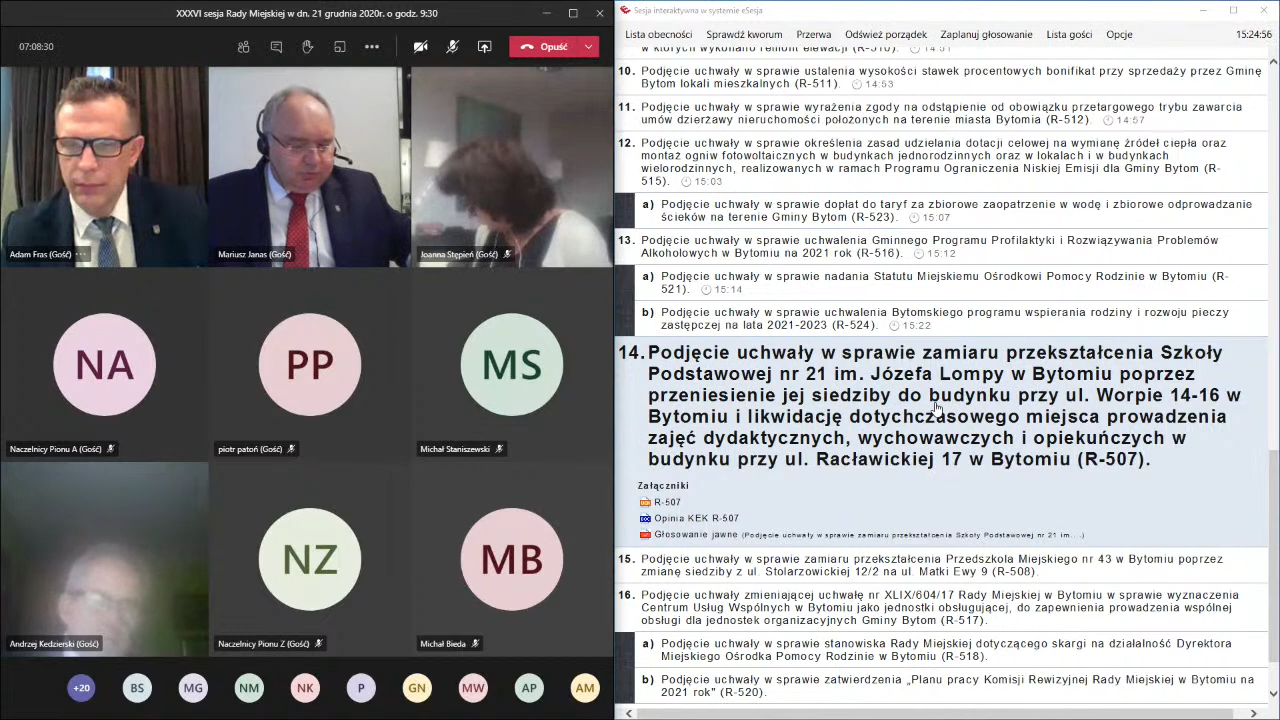 XXXVI sesja Rady Miejskiej w dn. 21 grudnia 2020r. o godz. 9:30
07:08:30
Opuść
Adam Fras (Gość)
Mariusz Janas (Gość)
Joanna Stępień (Gość)
NA
PP
MS
Naczelnicy Pionu A (Gość)
piotr patoń (Gość)
Michał Staniszewski
NZ
MB
Andrzej Kedzierski (Gość)
Naczelnicy Pionu Z (Gość)
Michał Bieda
+20
BS
MG
NM
NK
P
GN
MW
AP
AM
Sesja interaktywna w systemie eSesja
Lista obecności
Sprawdź kworum
Przerwa
Odśwież porządek
Zaplanuj głosowanie
Lista gości
Opcje
15:24:56
w których wykonano remont elewacji (R-510). 14:51
10. Podjęcie uchwały w sprawie ustalenia wysokości stawek procentowych bonifikat przy sprzedaży przez Gminę
Bytom lokali mieszkalnych (R-511). 14:53
11. Podjęcie uchwały w sprawie wyrażenia zgody na odstąpienie od obowiązku przetargowego trybu zawarcia
umów dzierżawy nieruchomości położonych na terenie miasta Bytomia (R-512). 14:57
12. Podjęcie uchwały w sprawie określenia zasad udzielania dotacji celowej na wymianę źródeł ciepła oraz
montaż ogniw fotowoltaicznych w budynkach jednorodzinnych oraz w lokalach i w budynkach
wielorodzinnych, realizowanych w ramach Programu Ograniczenia Niskiej Emisji dla Gminy Bytom (R-
515). 15:03
a) Podjęcie uchwały w sprawie dopłat do taryf za zbiorowe zaopatrzenie w wodę i zbiorowe odprowadzanie
ścieków na terenie Gminy Bytom (R-523). 15:07
13. Podjęcie uchwały w sprawie uchwalenia Gminnego Programu Profilaktyki i Rozwiązywania Problemów
Alkoholowych w Bytomiu na 2021 rok (R-516). 15:12
a) Podjęcie uchwały w sprawie nadania Statutu Miejskiemu Ośrodkowi Pomocy Rodzinie w Bytomiu (R-
521). 15:14
b) Podjęcie uchwały w sprawie uchwalenia Bytomskiego programu wspierania rodziny i rozwoju pieczy
zastępczej na lata 2021-2023 (R-524). 15:22
14. Podjęcie uchwały w sprawie zamiaru przekształcenia Szkoły
Podstawowej nr 21 im. Józefa Lompy w Bytomiu poprzez
przeniesienie jej siedziby do budynku przy ul. Worpie 14-16 w
Bytomiu i likwidację dotychczasowego miejsca prowadzenia
zajęć dydaktycznych, wychowawczych i opiekuńczych w
budynku przy ul. Racławickiej 17 w Bytomiu (R-507).
Załączniki
R-507
Opinia KEK R-507
Głosowanie jawne (Podjęcie uchwały w sprawie zamiaru przekształcenia Szkoły Podstawowej nr 21 im....)
15. Podjęcie uchwały w sprawie zamiaru przekształcenia Przedszkola Miejskiego nr 43 w Bytomiu poprzez
zmianę siedziby z ul. Stolarzowickiej 12/2 na ul. Matki Ewy 9 (R-508).
16. Podjęcie uchwały zmieniającej uchwałę nr XLIX/604/17 Rady Miejskiej w Bytomiu w sprawie wyznaczenia
Centrum Usług Wspólnych w Bytomiu jako jednostki obsługującej, do zapewnienia prowadzenia wspólnej
obsługi dla jednostek organizacyjnych Gminy Bytom (R-517).
a) Podjęcie uchwały w sprawie stanowiska Rady Miejskiej dotyczącego skargi na działalność Dyrektora
Miejskiego Ośrodka Pomocy Rodzinie w Bytomiu (R-518).
b) Podjęcie uchwały w sprawie zatwierdzenia „Planu pracy Komisji Rewizyjnej Rady Miejskiej w Bytomiu na
2021 rok" (R-520).